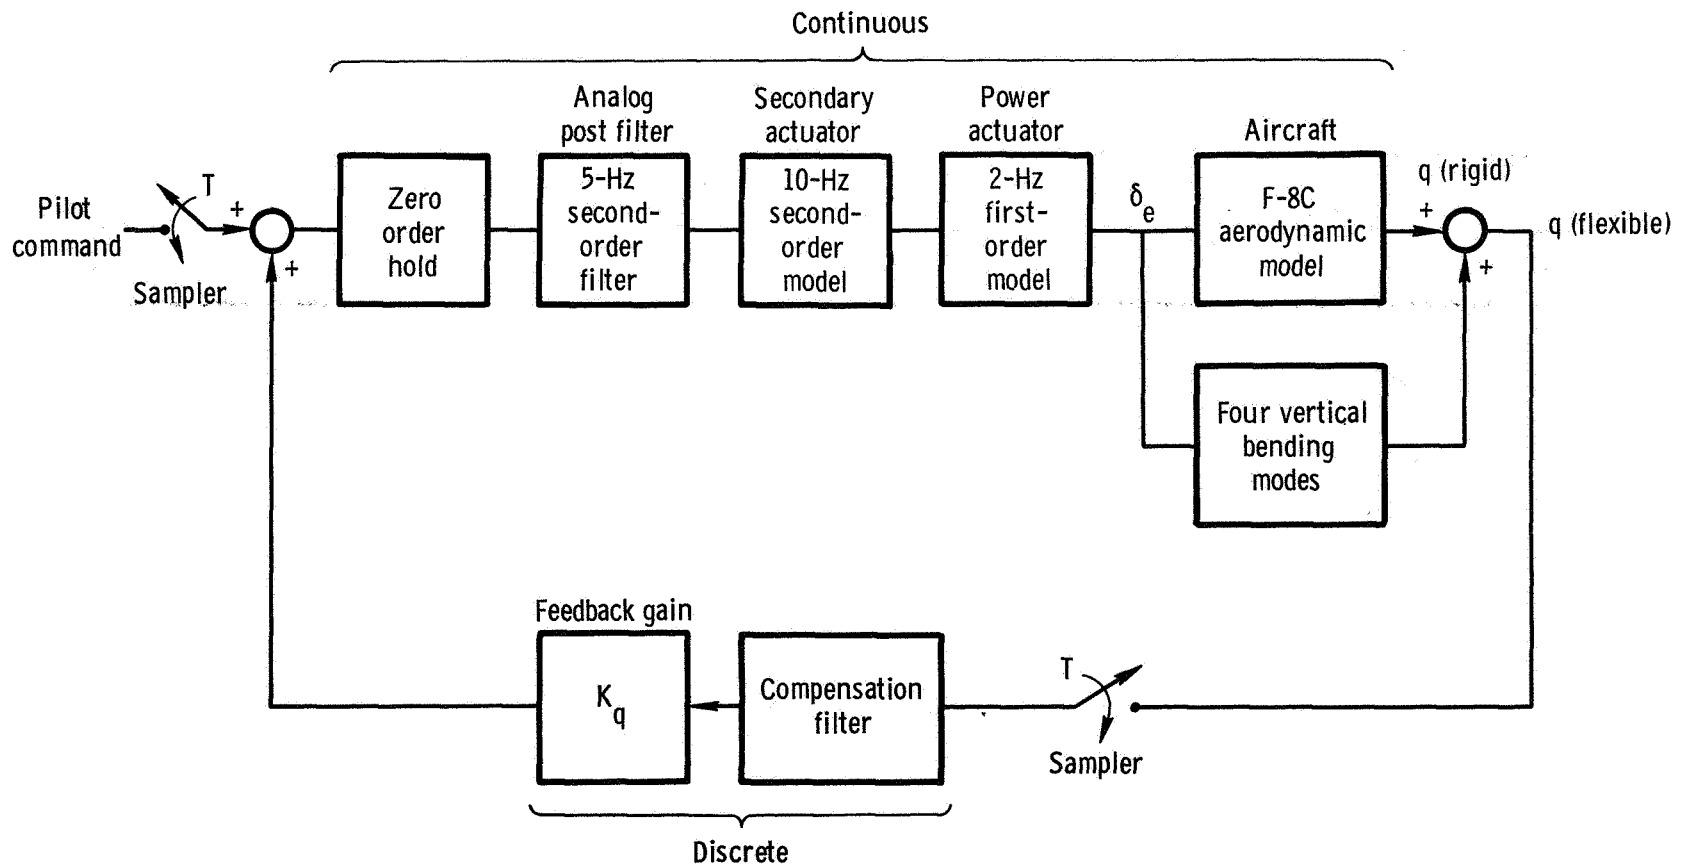 Continuous
Analog
post filter
Secondary
actuator
Power
actuator
Aircraft
Pilot
command
T
Sampler
+
+
Zero
order
hold
5-Hz
second-
order
filter
10-Hz
second-
order
model
2-Hz
first-
order
model
δe
F-8C
aerodynamic
model
q (rigid)
+
+
q (flexible)
Four vertical
bending
modes
Feedback gain
Kq
Compensation
filter
T
Sampler
Discrete